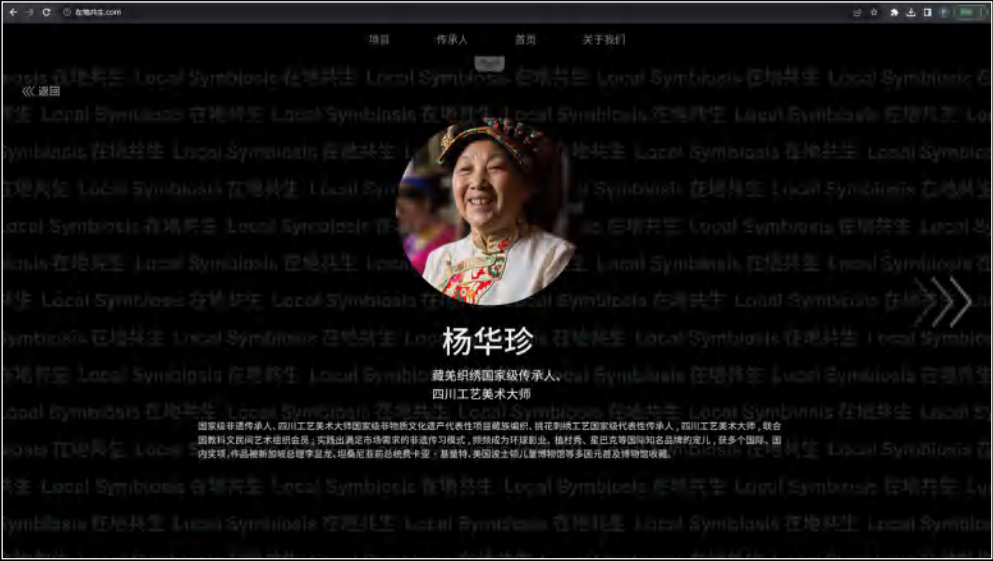 在地共生.com
项目 传承人 首页 关于我们
返回
杨华珍
藏羌织绣国家级传承人、
四川工艺美术大师
国家级非遗传承人、四川工艺美术大师国家级非物质文化遗产代表性项目藏族编织、挑花刺绣工艺国家级代表性传承人,四川工艺美术大师,联合
国教科文民间艺术组织会员;实践出满足市场需求的非遗传习模式,频频成为环球影业、植村秀、星巴克等国际知名品牌的宠儿,获多个国际、国
内奖项,作品被新加坡总理李显龙、坦桑尼亚前总统贾卡亚·基奎特、美国波士顿儿童博物馆等多国元首及博物馆收藏。
Local Symbiosis 在地共生